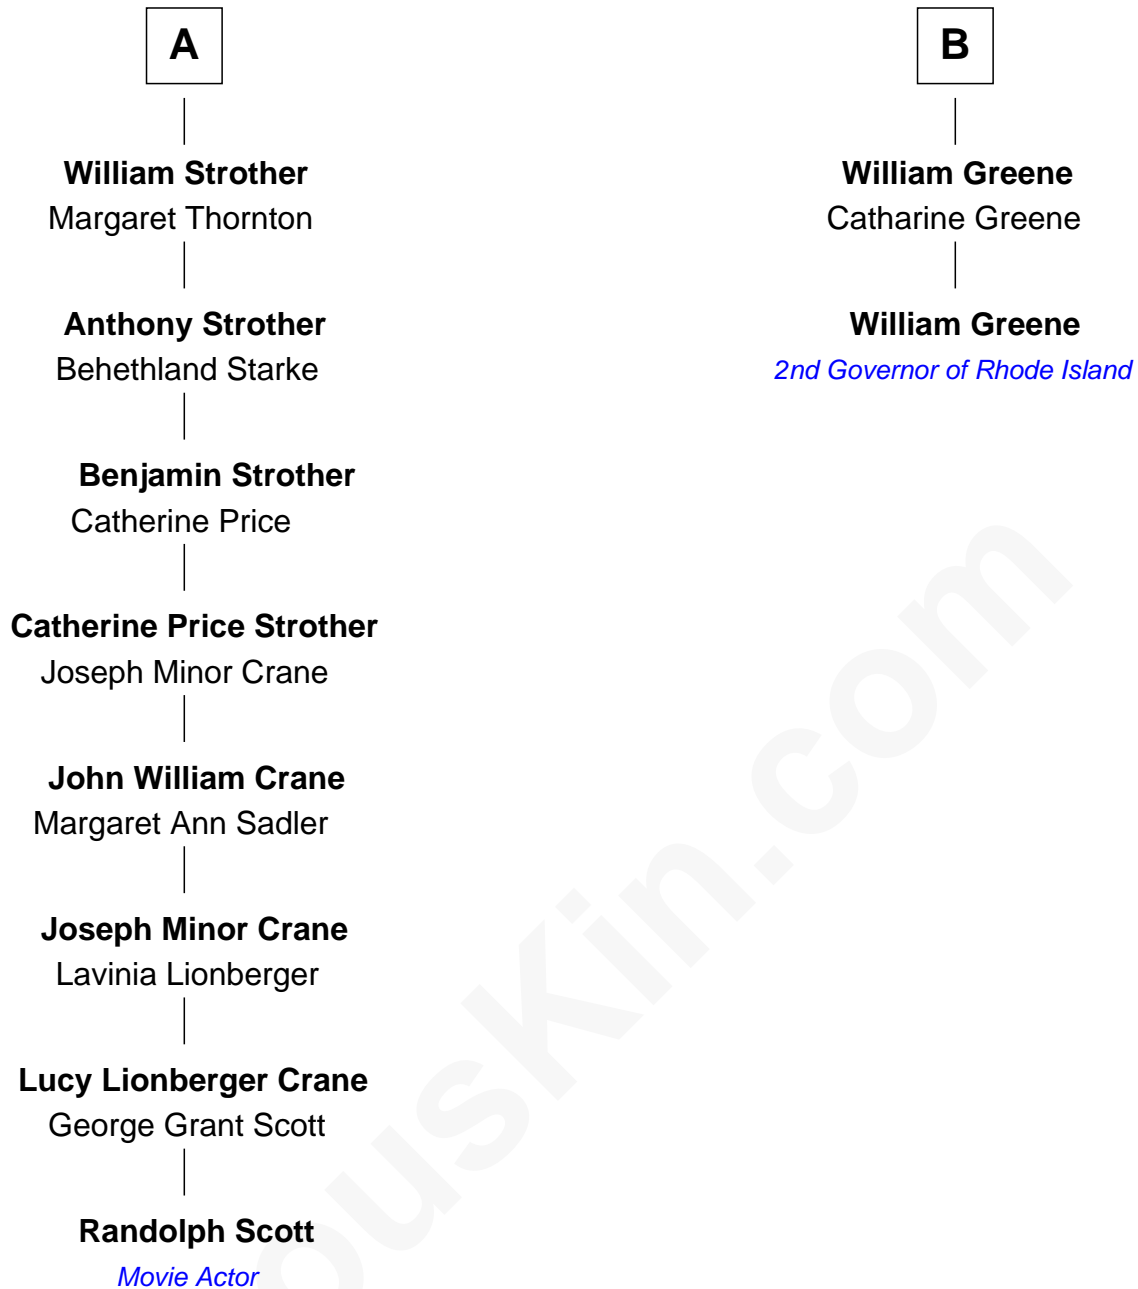 A
William Strother
Margaret Thornton
Anthony Strother
Behethland Starke
Benjamin Strother
Catherine Price
Catherine Price Strother
Joseph Minor Crane
John William Crane
Margaret Ann Sadler
Joseph Minor Crane
Lavinia Lionberger
Lucy Lionberger Crane
George Grant Scott
Randolph Scott
Movie Actor
B
William Greene
Catharine Greene
William Greene
2nd Governor of Rhode Island
ousKin.com